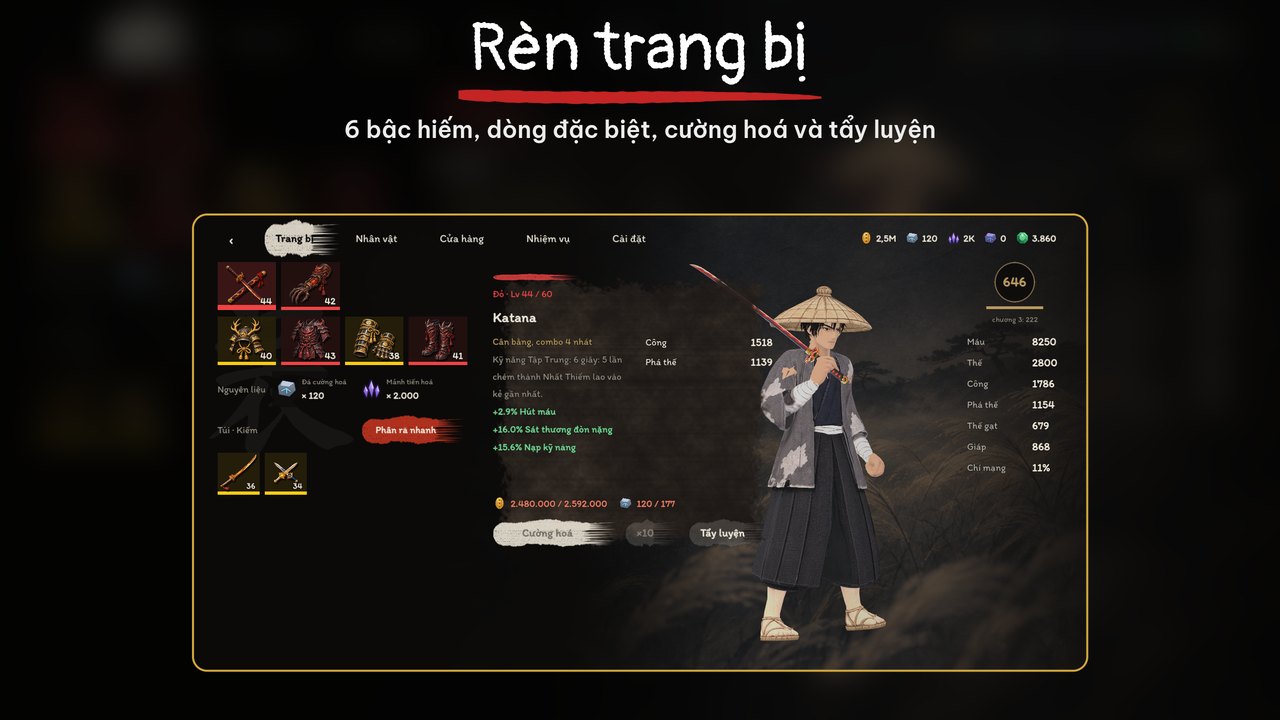 Rèn trang bị
6 bậc hiếm, dòng đặc biệt, cường hoá và tẩy luyện
‹ Trang bị Nhân vật Cửa hàng Nhiệm vụ Cài đặt 2,5M 120 2K 0 3.860
44 42
40 43 38 41
Nguyên liệu Đá cường hoá × 120 Mảnh tiến hoá × 2.000
Túi · Kiếm Phân rã nhanh
36 34
Đỏ · Lv 44 / 60
Katana
Cân bằng, combo 4 nhát
Kỹ năng Tập Trung: 6 giây: 5 lần
chém thành Nhất Thiểm lao vào
kẻ gần nhất.
+2.9% Hút máu
+16.0% Sát thương đòn nặng
+15.6% Nạp kỹ năng
Công 1518
Phá thế 1139
2.480.000 / 2.592.000 120 / 177
Cường hoá ×10 Tẩy luyện
646
chương 3: 222
Máu 8250
Thế 2800
Công 1786
Phá thế 1154
Thế gạt 679
Giáp 868
Chí mạng 11%